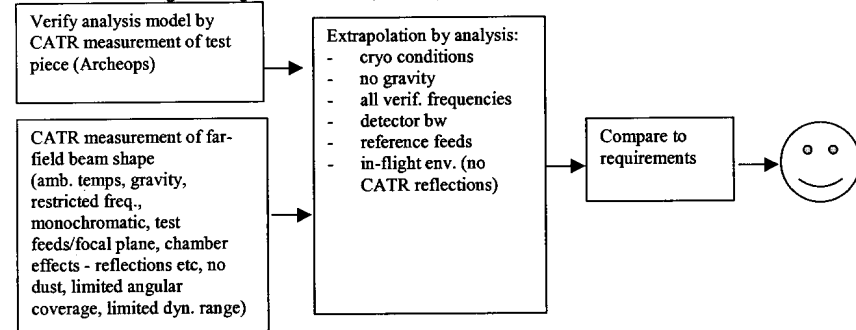 Verify analysis model by
CATR measurement of test
piece (Archeops)
CATR measurement of far-
field beam shape
(amb. temps, gravity,
restricted freq.,
monochromatic, test
feeds/focal plane, chamber
effects - reflections etc, no
dust, limited angular
coverage, limited dyn. range)
Extrapolation by analysis:
- cryo conditions
- no gravity
- all verif. frequencies
- detector bw
- reference feeds
- in-flight env. (no
CATR reflections)
Compare to
requirements